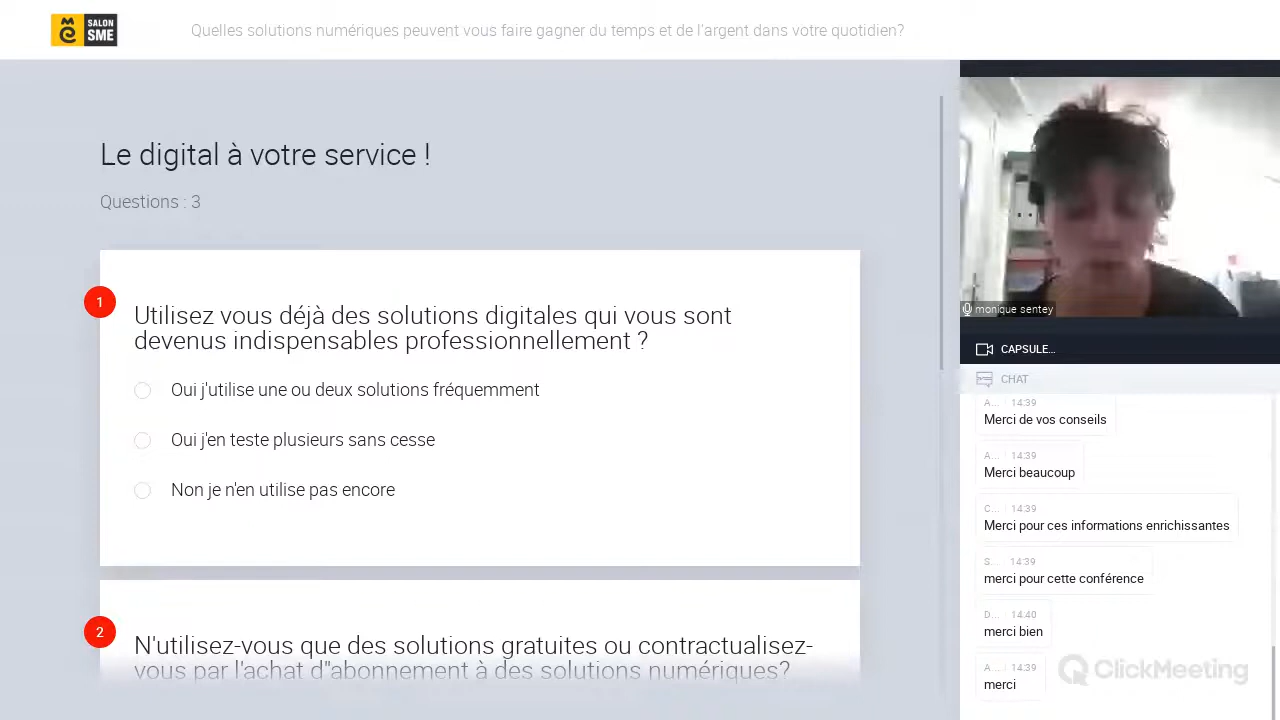 SALON
SME
Quelles solutions numériques peuvent vous faire gagner du temps et de l'argent dans votre quotidien?
Le digital à votre service !
Questions : 3
1
Utilisez vous déjà des solutions digitales qui vous sont
devenus indispensables professionnellement ?
Oui j'utilise une ou deux solutions fréquemment
Oui j'en teste plusieurs sans cesse
Non je n'en utilise pas encore
2
N'utilisez-vous que des solutions gratuites ou contractualisez-
vous par l'achat d"abonnement à des solutions numériques?
monique sentey
CAPSULE...
CHAT
A... 14:39
Merci de vos conseils
A... 14:39
Merci beaucoup
C... 14:39
Merci pour ces informations enrichissantes
S... 14:39
merci pour cette conférence
D... 14:40
merci bien
A... 14:39
merci
ClickMeeting